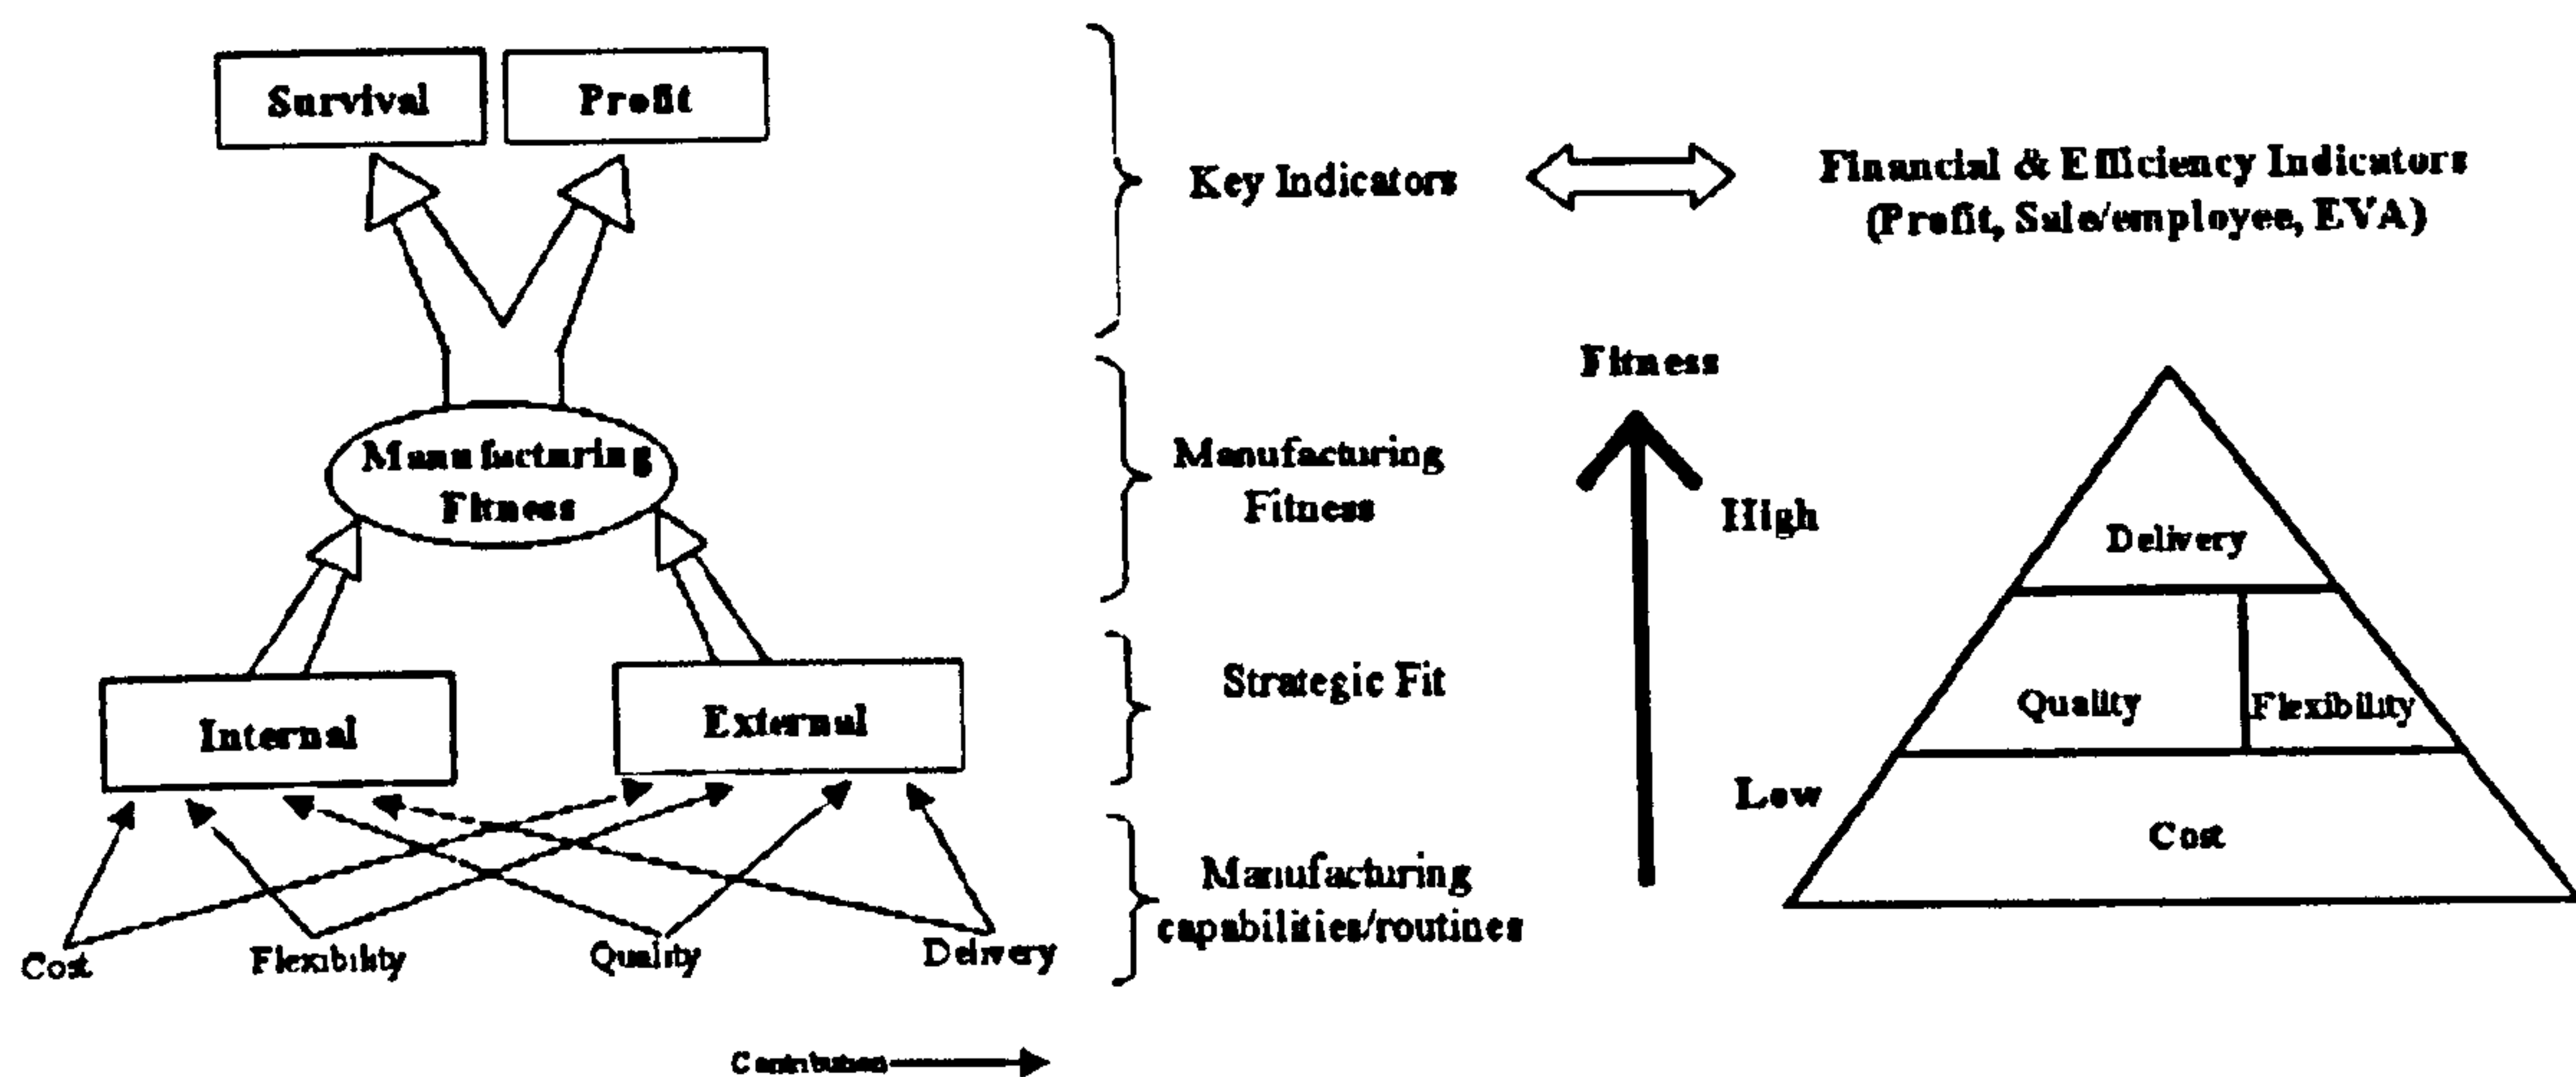 Survival
Profit
Key Indicators
Financial & Efficiency Indicators
(Profit, Sale/employee, EVA)
Manufacturing
Fitness
Manufacturing
Fitness
Fitness
High
Low
Delivery
Quality
Flexibility
Cost
Internal
External
Strategic Fit
Manufacturing
capabilities/routines
Cost
Flexibility
Quality
Delivery
Contribution